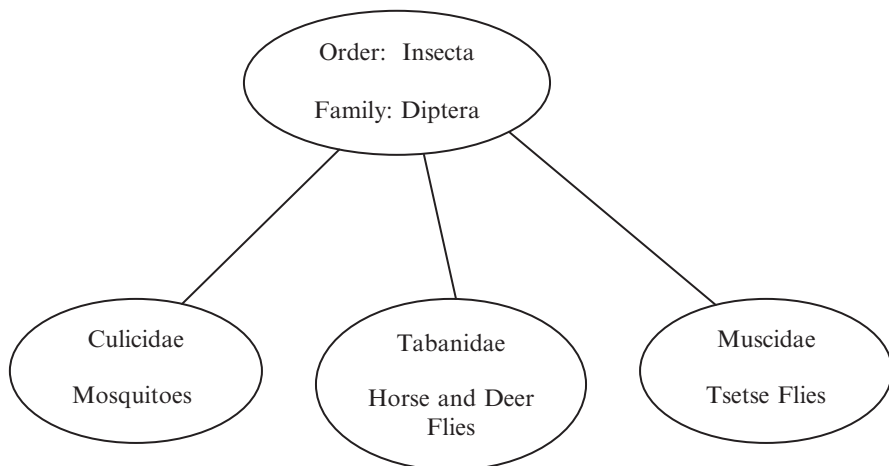 Order: Insecta
Family: Diptera
Culicidae
Mosquitoes
Tabanidae
Horse and Deer
Flies
Muscidae
Tsetse Flies